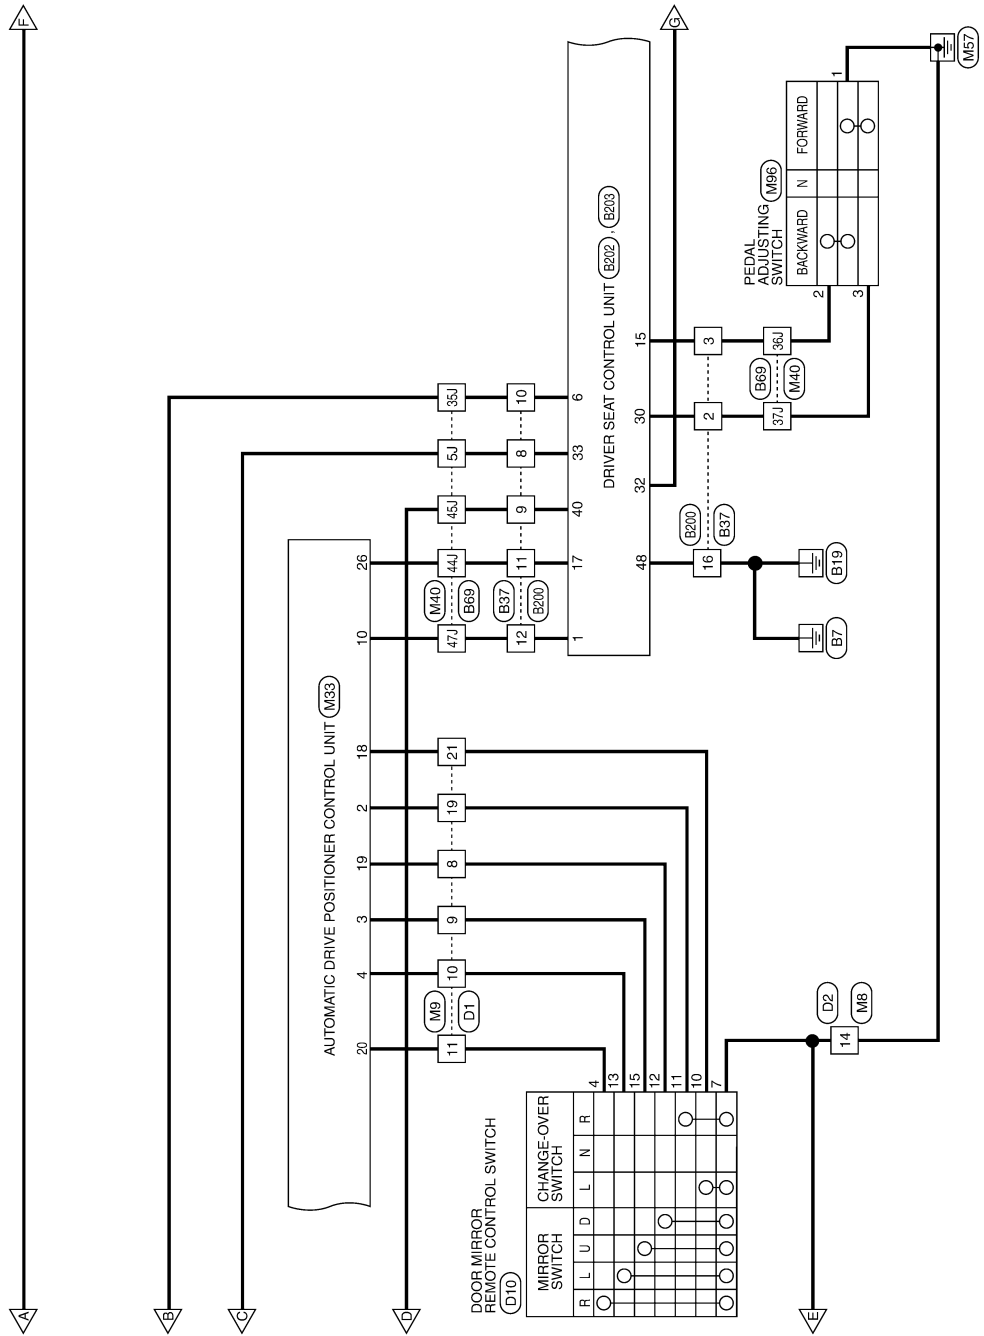 A
B
C
D
E
F
G
AUTOMATIC DRIVE POSITIONER CONTROL UNIT M33
20
4
3
19
2
18
10
26
11
10
9
8
19
21
47J
44J
45J
5J
35J
M9
D1
M40
B69
B37
B200
12
11
9
8
10
1
17
40
33
6
DRIVER SEAT CONTROL UNIT B202 , B203
48
32
30
15
16
2
3
B200
B37
37J
36J
B69
M40
B7
B19
DOOR MIRROR
REMOTE CONTROL SWITCH
D10
MIRROR
SWITCH
CHANGE-OVER
SWITCH
R
L
U
D
L
N
R
4
13
15
12
11
10
7
14
D2
M8
PEDAL
ADJUSTING
SWITCH
M96
BACKWARD
N
FORWARD
2
3
1
M57